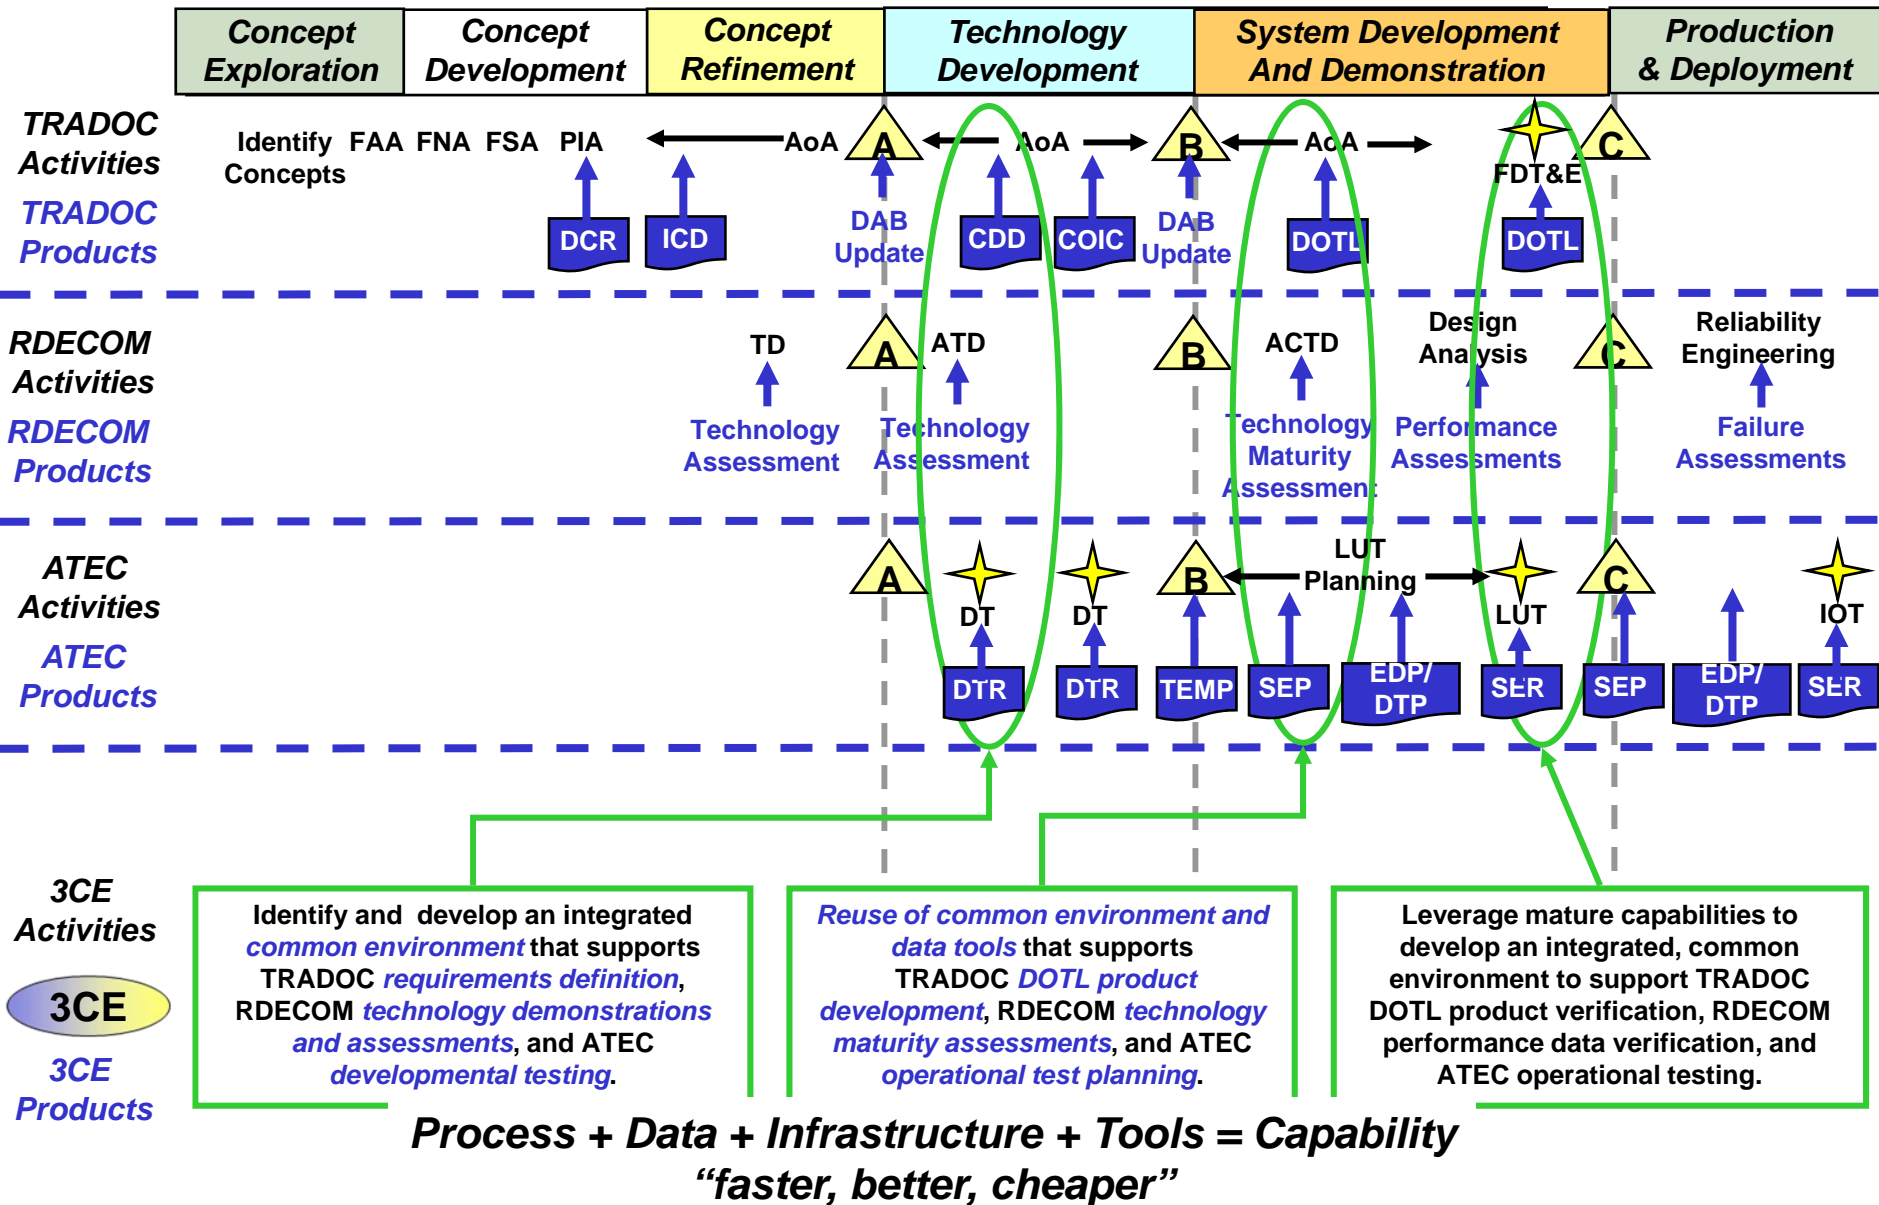 Concept
Exploration
Concept
Development
Concept
Refinement
Technology
Development
System Development
And Demonstration
Production
& Deployment
TRADOC
Activities
Identify
Concepts
FAA
FNA
FSA
PIA
AoA
A
AoA
B
AoA
FDT&E
C
TRADOC
Products
DCR
ICD
DAB
Update
CDD
COIC
DAB
Update
DOTL
DOTL
RDECOM
Activities
TD
A
ATD
B
ACTD
Design
Analysis
C
Reliability
Engineering
RDECOM
Products
Technology
Assessment
Technology
Assessment
Technology
Maturity
Assessment
Performance
Assessments
Failure
Assessments
ATEC
Activities
A
DT
DT
B
LUT
Planning
LUT
C
IOT
ATEC
Products
DTR
DTR
TEMP
SEP
EDP/
DTP
SER
SEP
EDP/
DTP
SER
3CE
Activities
3CE
3CE
Products
Identify and develop an integrated
common environment that supports
TRADOC requirements definition,
RDECOM technology demonstrations
and assessments, and ATEC
developmental testing.
Reuse of common environment and
data tools that supports
TRADOC DOTL product
development, RDECOM technology
maturity assessments, and ATEC
operational test planning.
Leverage mature capabilities to
develop an integrated, common
environment to support TRADOC
DOTL product verification, RDECOM
performance data verification, and
ATEC operational testing.
Process + Data + Infrastructure + Tools = Capability
“faster, better, cheaper”